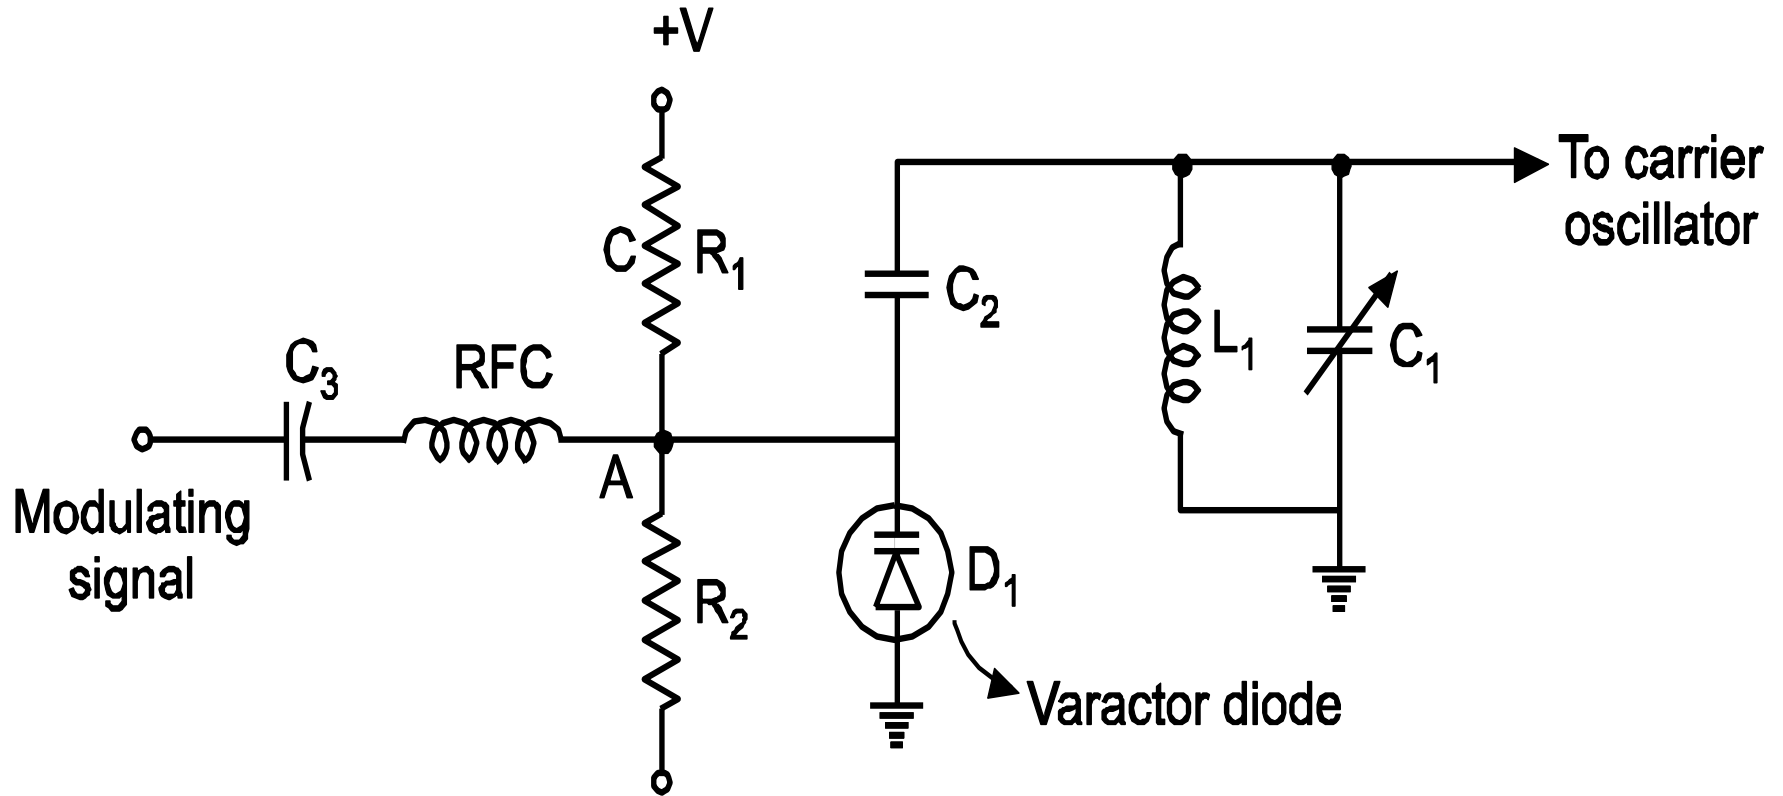 +V
To carrier
oscillator
C R₁
C₂
L₁
C₁
C₃
RFC
A
Modulating
signal
D₁
R₂
Varactor diode